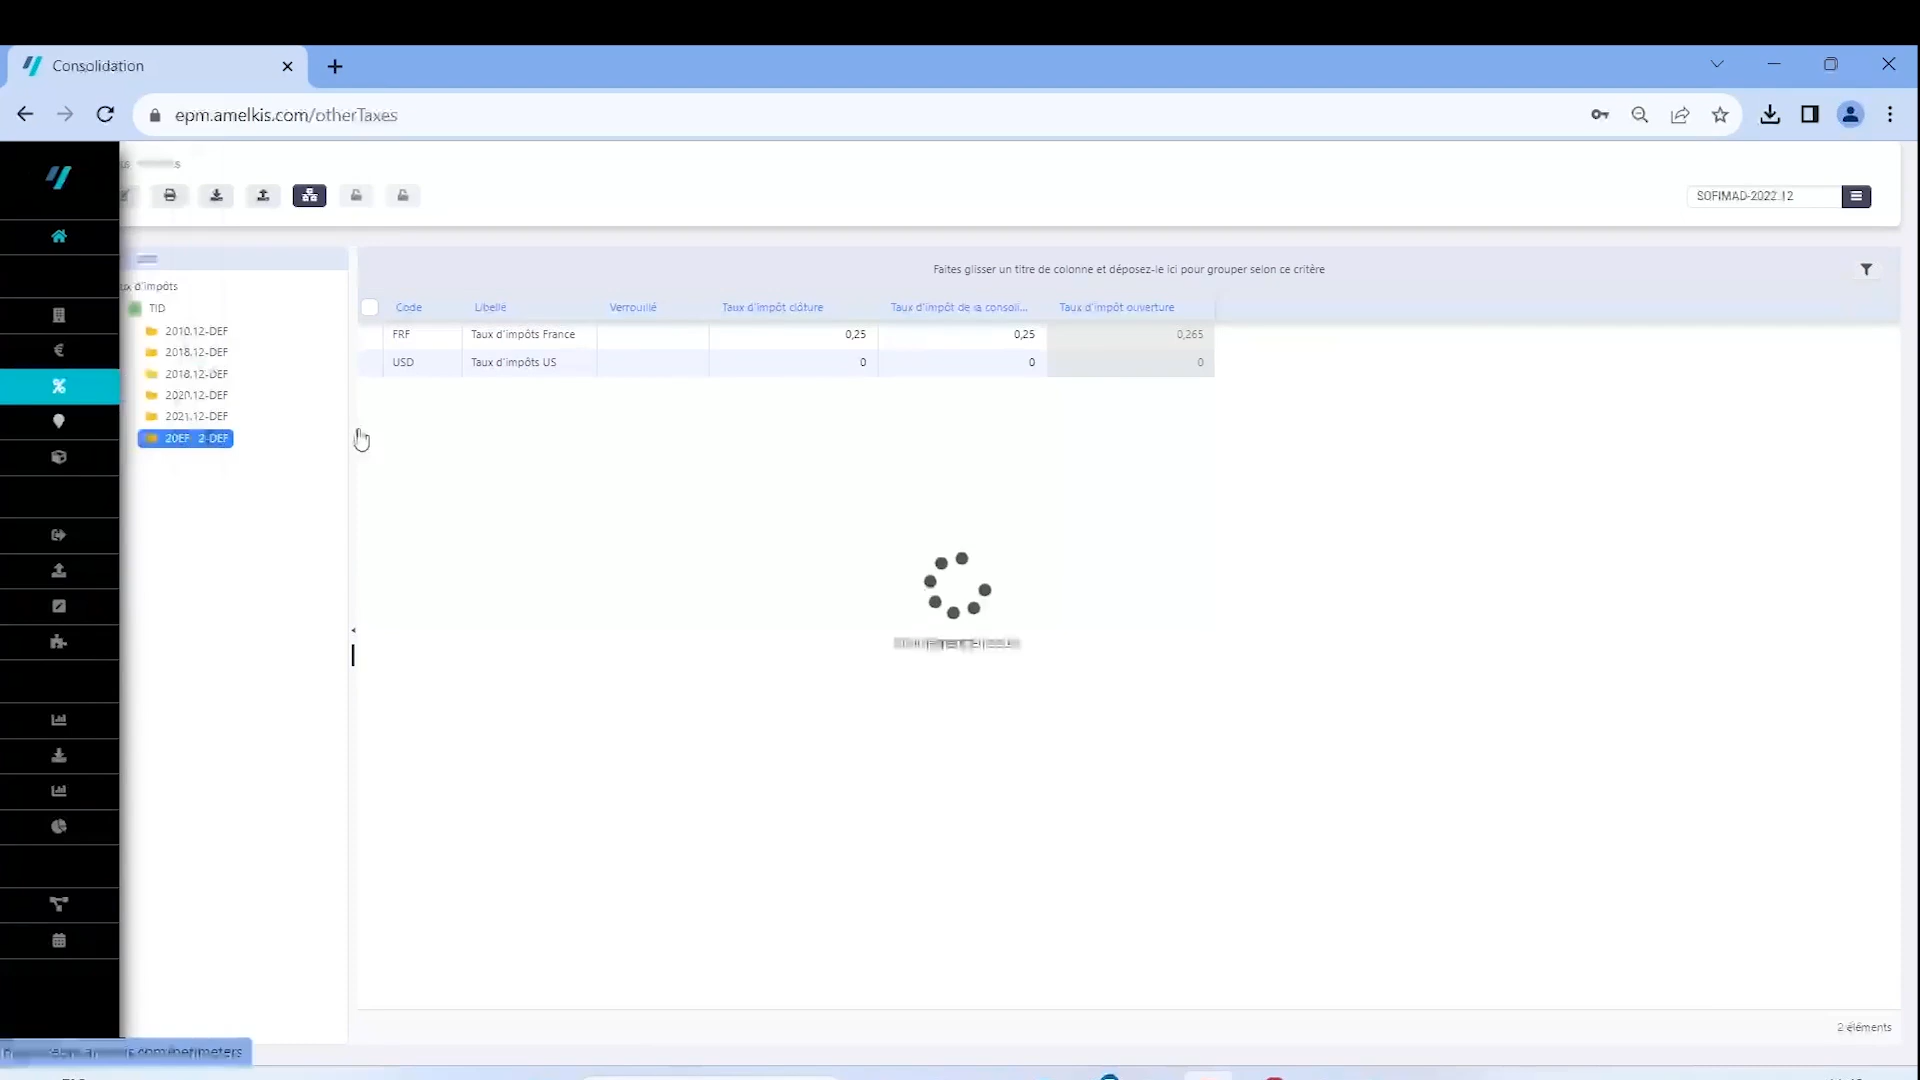 Consolidation
epm.amelkis.com/otherTaxes
SOFIMAD-2022.12
Faites glisser un titre de colonne et déposez-le ici pour grouper selon ce critère
d'impôts
TID
2010.12-DEF
2018.12-DEF
2018.12-DEF
2020.12-DEF
2021.12-DEF
2-DEF
Code Libellé Verrouillé Taux d'impôt clôture Taux d'impôt de la consoli... Taux d'impôt ouverture
FRF Taux d'impôts France 0,25 0,25 0,265
USD Taux d'impôts US 0 0 0
2 éléments